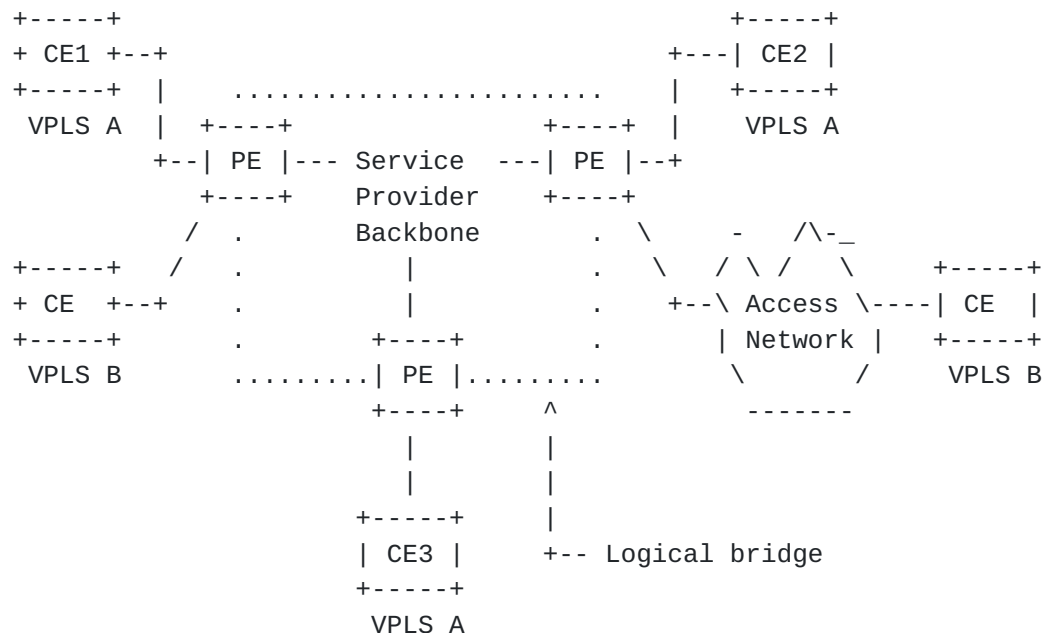 CE1 CE2
VPLS A VPLS A
PE Service PE
Provider
Backbone
CE Access CE
Network
VPLS B PE VPLS B
CE3 Logical bridge
VPLS A